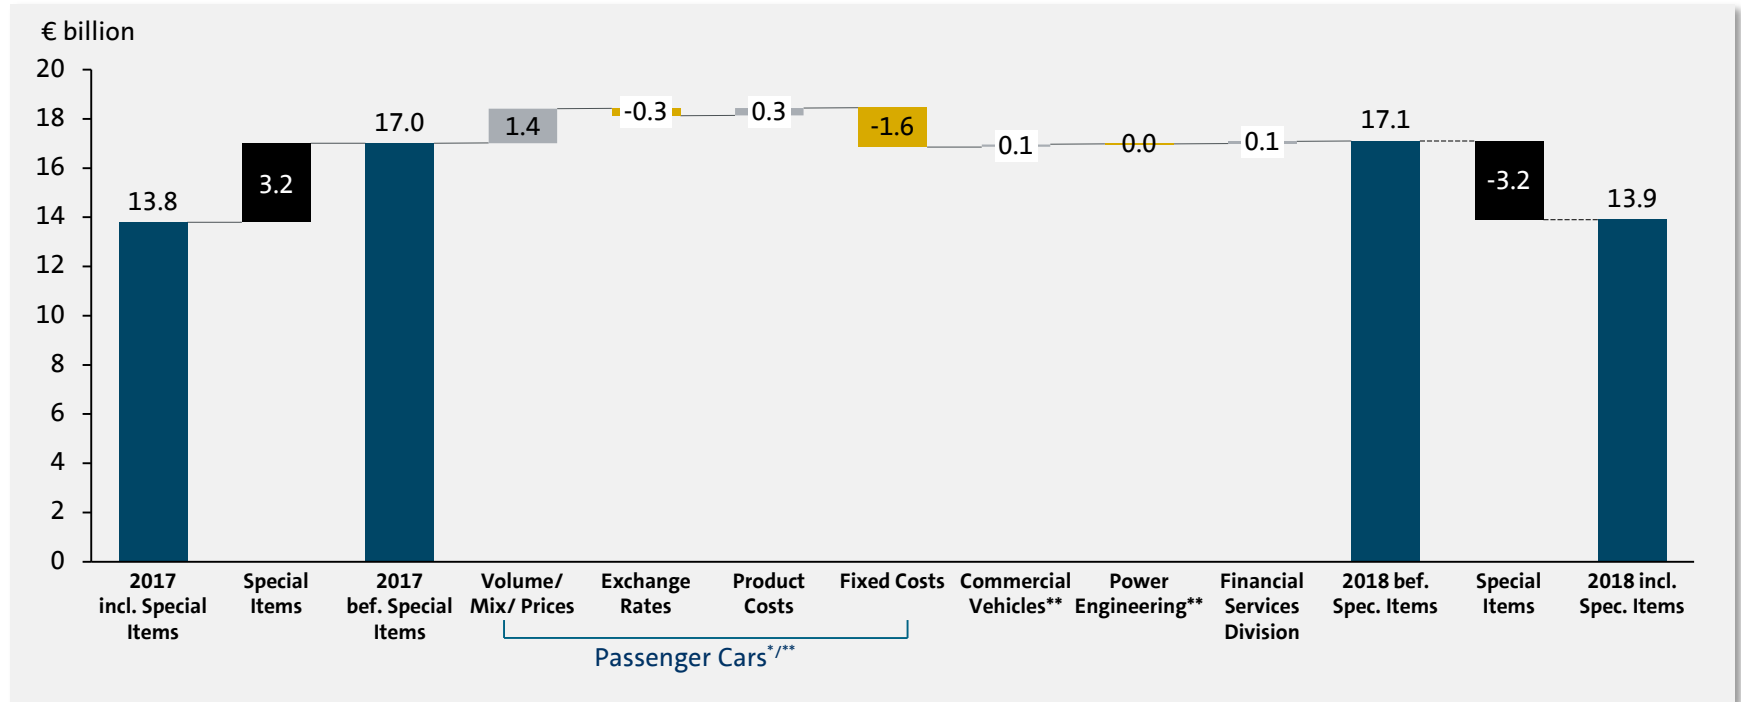 € billion
20
18
16
14
12
10
8
6
4
2
0
13.8
3.2
17.0
1.4
-0.3
0.3
-1.6
0.1
0.0
0.1
17.1
-3.2
13.9
2017
incl. Special
Items
Special
Items
2017
bef. Special
Items
Volume/
Mix/ Prices
Exchange
Rates
Product
Costs
Fixed Costs
Commercial
Vehicles**
Power
Engineering**
Financial
Services
Division
2018 bef.
Spec. Items
Special
Items
2018 incl.
Spec. Items
Passenger Cars*/**